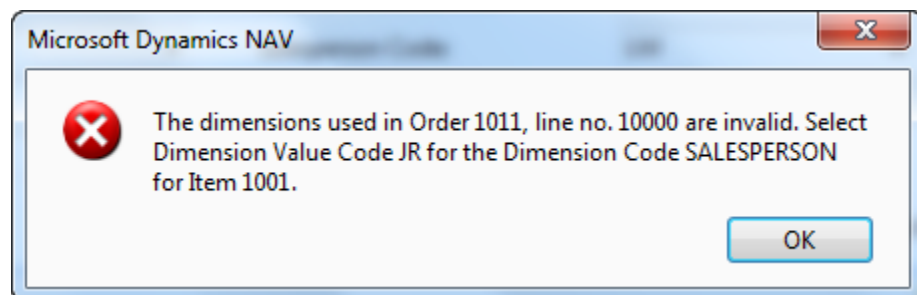 Microsoft Dynamics NAV
The dimensions used in Order 1011, line no. 10000 are invalid. Select
Dimension Value Code JR for the Dimension Code SALESPERSON
for Item 1001.
OK